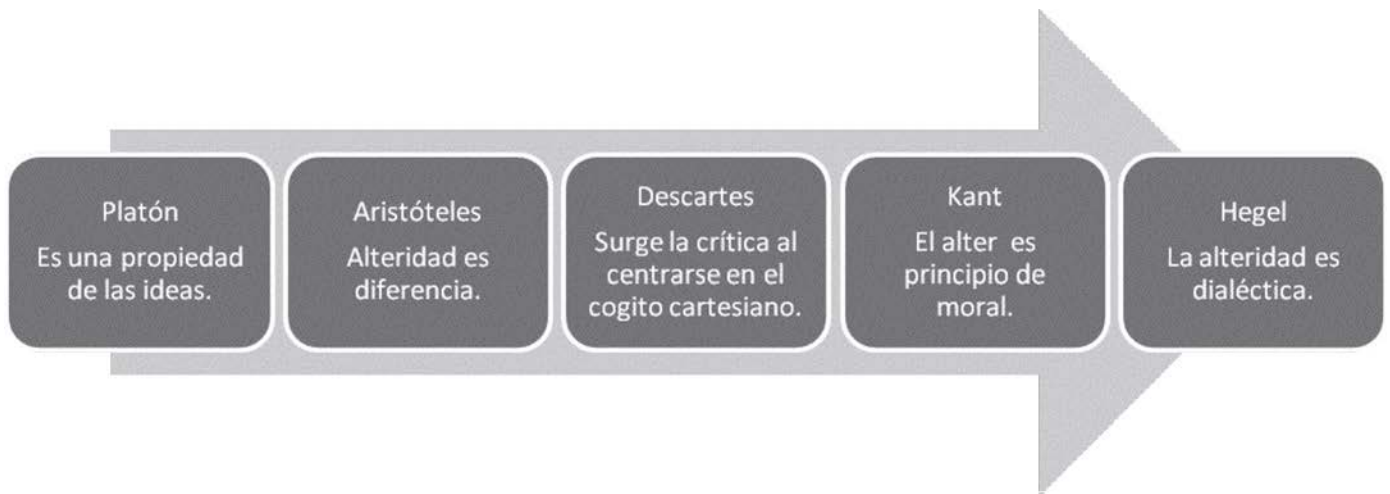 Platón
Es una propiedad
de las ideas.
Aristóteles
Alteridad es
diferencia.
Descartes
Surge la crítica al
centrarse en el
cogito cartesiano.
Kant
El alter es
principio de
moral.
Hegel
La alteridad es
dialéctica.